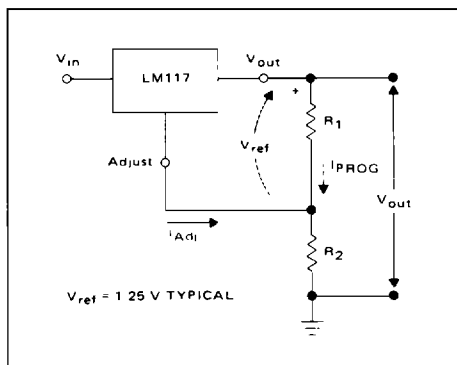 Vin
LM117
Vout
+
R1
Adjust
Vref
IPROG
Vout
IAdj
R2
Vref = 1 25 V TYPICAL